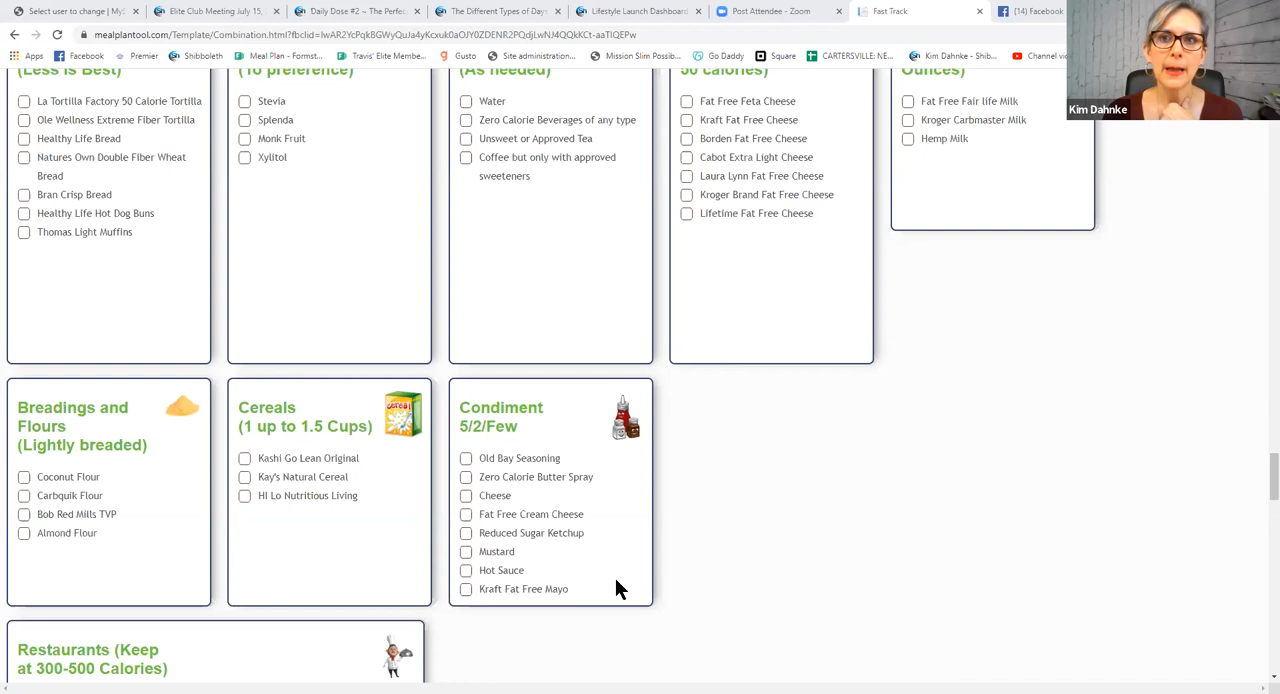 Select user to change | MyS
Elite Club Meeting July 15,
Daily Dose #2 ~ The Perfec
The Different Types of Days
Lifestyle Launch Dashboard
Post Attendee - Zoom
Fast Track
(14) Facebook
mealplantool.com/Template/Combination.html?fbclid=
Apps
Facebook
Premier
Shibboleth
Meal Plan - Formst...
Travis' Elite Membe...
Gusto
Site administrator -...
Mission Slim Possib...
Go Daddy
Square
CARTERSVILLE: NE...
Kim Dahnke - Shib...
Channel vi
Kim Dahnke
(Less is Best)
La Tortilla Factory 50 Calorie Tortilla
Ole Wellness Extreme Fiber Tortilla
Healthy Life Bread
Natures Own Double Fiber Wheat
Bread
Bran Crisp Bread
Healthy Life Hot Dog Buns
Thomas Light Muffins
(To preference)
Stevia
Splenda
Monk Fruit
Xylitol
(As needed)
Water
Zero Calorie Beverages of any type
Unsweet or Approved Tea
Coffee but only with approved
sweeteners
50 calories)
Fat Free Feta Cheese
Kraft Fat Free Cheese
Borden Fat Free Cheese
Cabot Extra Light Cheese
Laura Lynn Fat Free Cheese
Kroger Brand Fat Free Cheese
Lifetime Fat Free Cheese
Ounces)
Fat Free Fair life Milk
Kroger Carbmaster Milk
Hemp Milk
Breadings and
Flours
(Lightly breaded)
Coconut Flour
Carbquik Flour
Bob Red Mills TVP
Almond Flour
Cereals
(1 up to 1.5 Cups)
Kashi Go Lean Original
Kay's Natural Cereal
HI Lo Nutritious Living
Condiment
5/2/Few
Old Bay Seasoning
Zero Calorie Butter Spray
Cheese
Fat Free Cream Cheese
Reduced Sugar Ketchup
Mustard
Hot Sauce
Kraft Fat Free Mayo
Restaurants (Keep
at 300-500 Calories)